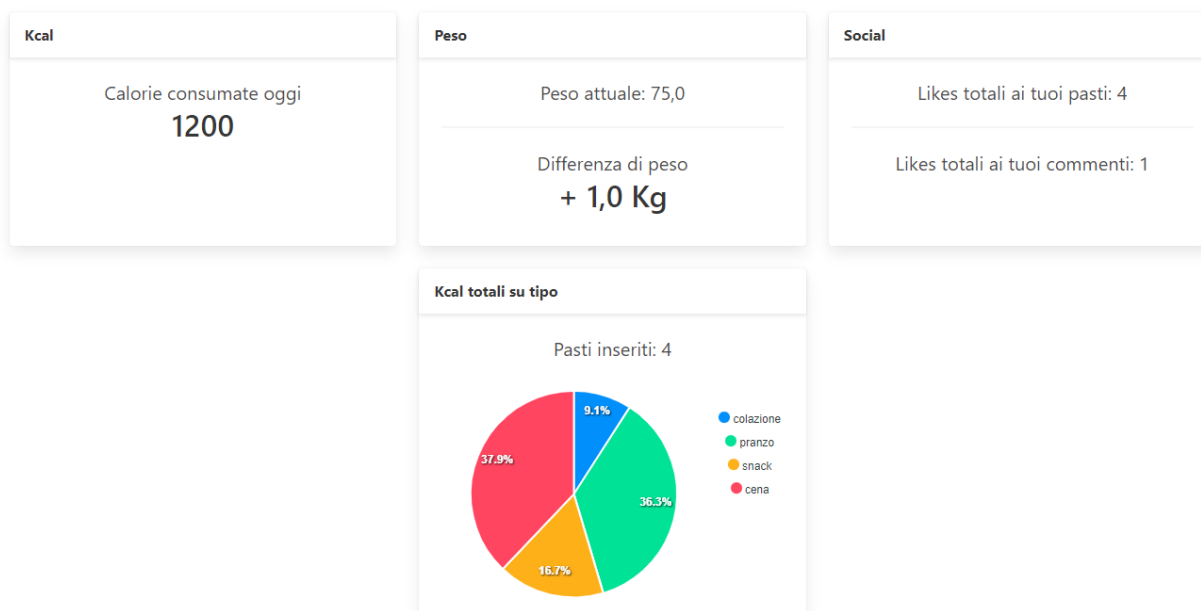 Kcal
Calorie consumate oggi
1200
Peso
Peso attuale: 75,0
Differenza di peso
+ 1,0 Kg
Social
Likes totali ai tuoi pasti: 4
Likes totali ai tuoi commenti: 1
Kcal totali su tipo
Pasti inseriti: 4
9.1%
37.9%
36.3%
16.7%
colazione
pranzo
snack
cena